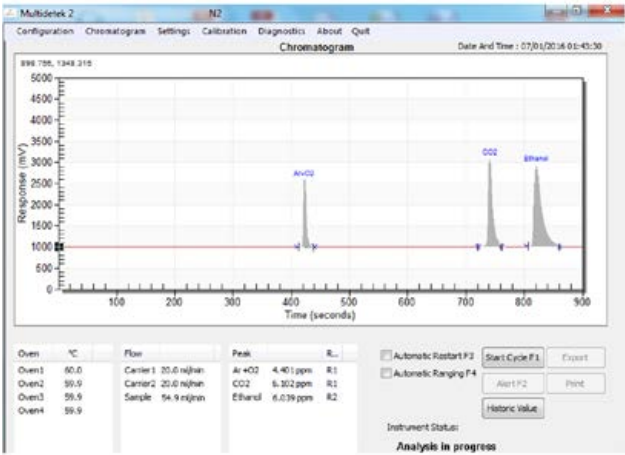 Multidetek 2 N2
Configuration Chromatogram Settings Calibration Diagnostics About Quit
Chromatogram Date And Time : 07/01/2016 01:43:30
898.756, 1348.315
5000
4500
4000
3500
3000
2500
2000
1500
1000
500
0
Response (mV)
Ar+O2
CO2
Ethanol
100 200 300 400 500 600 700 800 900
Time (seconds)
Oven °C Flow Peak R...
Oven1 60.0 Carrier1 20.0 ml/min Ar+O2 4.401 ppm R1
Oven2 59.9 Carrier2 20.0 ml/min CO2 6.102 ppm R1
Oven3 59.9 Sample 54.9 ml/min Ethanol 6.039 ppm R2
Oven4 59.9
Automatic Restart F3 Start Cycle F1 Export
Automatic Ranging F4 Alert F2 Print
Historic Value
Instrument Status:
Analysis in progress